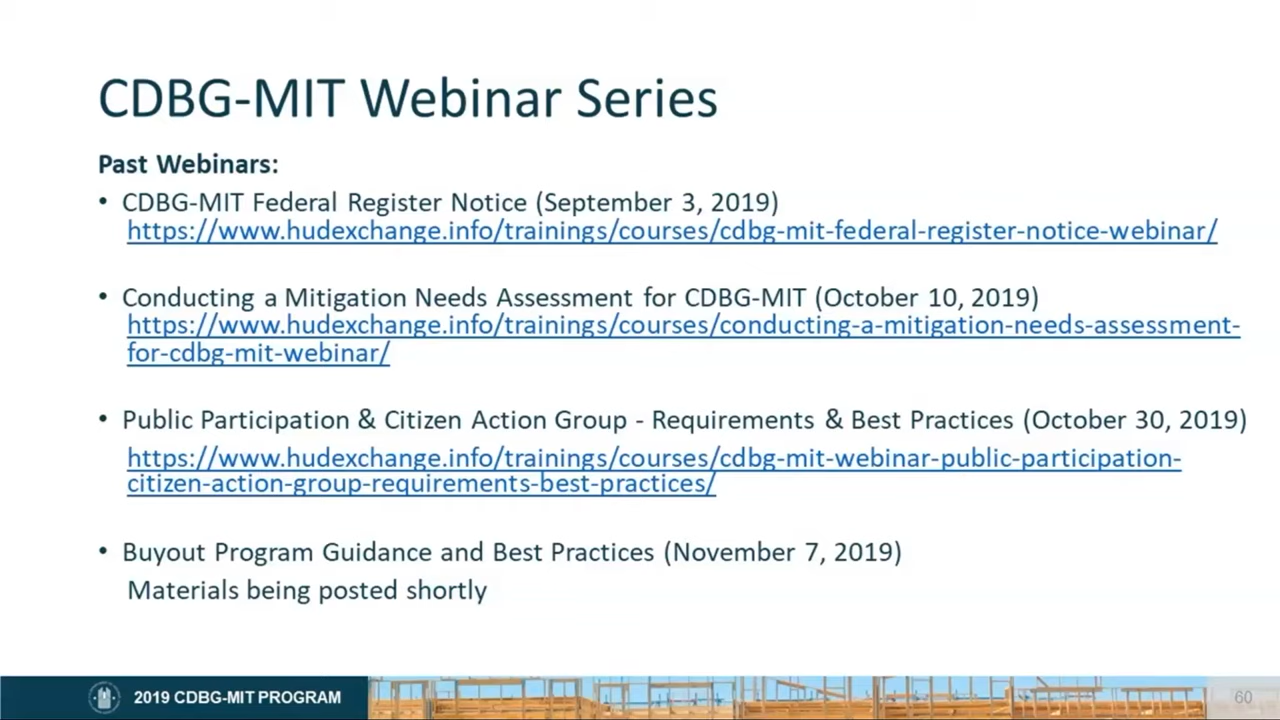 CDBG-MIT Webinar Series
Past Webinars:
• CDBG-MIT Federal Register Notice (September 3, 2019)
https://www.hudexchange.info/trainings/courses/cdbg-mit-federal-register-notice-webinar/
• Conducting a Mitigation Needs Assessment for CDBG-MIT (October 10, 2019)
https://www.hudexchange.info/trainings/courses/conducting-a-mitigation-needs-assessment-
for-cdbg-mit-webinar/
• Public Participation & Citizen Action Group - Requirements & Best Practices (October 30, 2019)
https://www.hudexchange.info/trainings/courses/cdbg-mit-webinar-public-participation-
citizen-action-group-requirements-best-practices/
• Buyout Program Guidance and Best Practices (November 7, 2019)
Materials being posted shortly
2019 CDBG-MIT PROGRAM
60